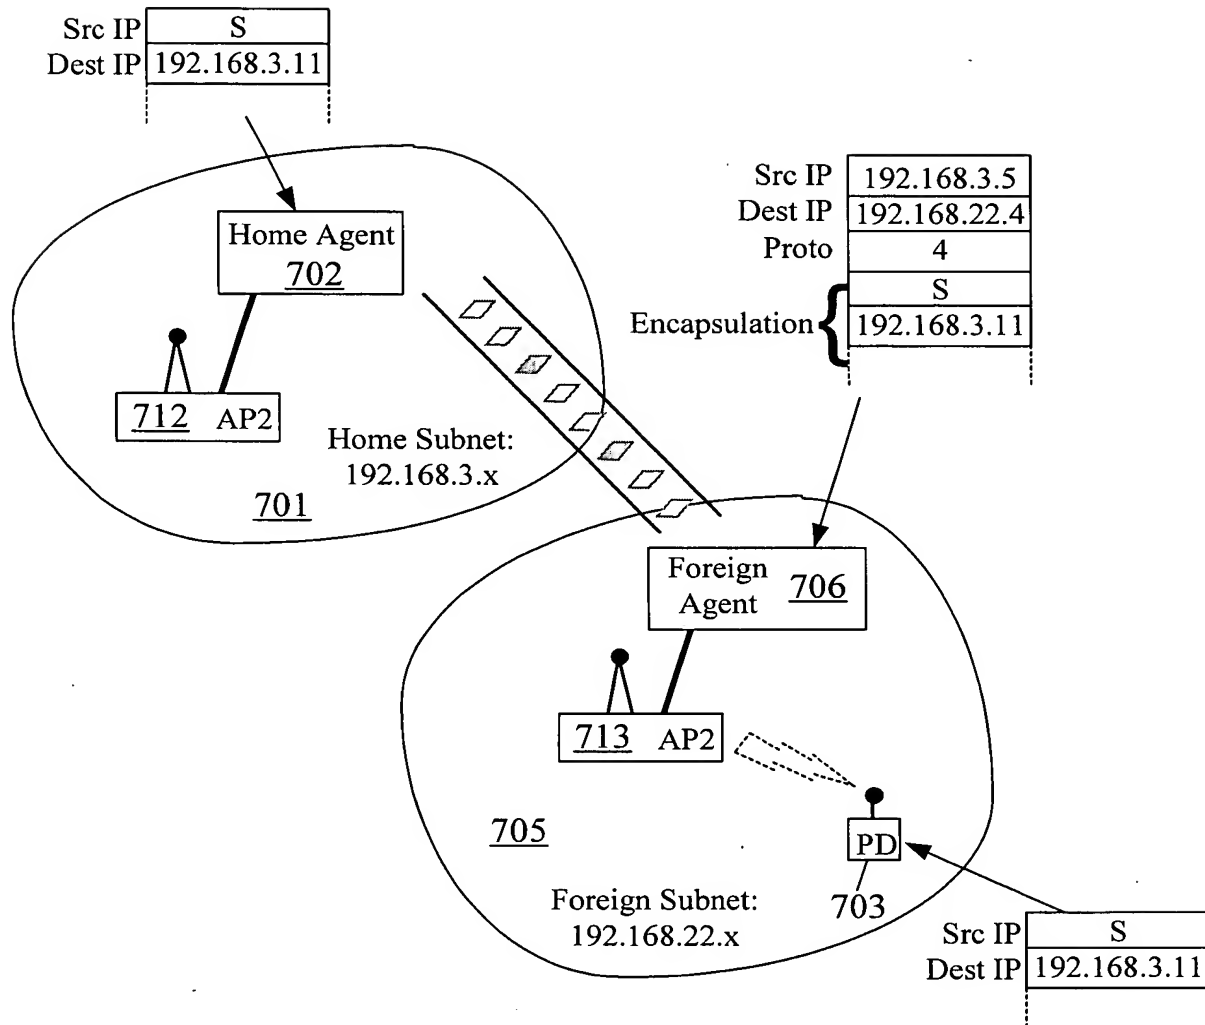 Src IP S
Dest IP 192.168.3.11
Src IP 192.168.3.5
Dest IP 192.168.22.4
Proto 4
Encapsulation { S
192.168.3.11
Home Agent
702
712 AP2
Home Subnet:
192.168.3.x
701
Foreign
Agent
706
713 AP2
705
PD
703
Foreign Subnet:
192.168.22.x
Src IP S
Dest IP 192.168.3.11